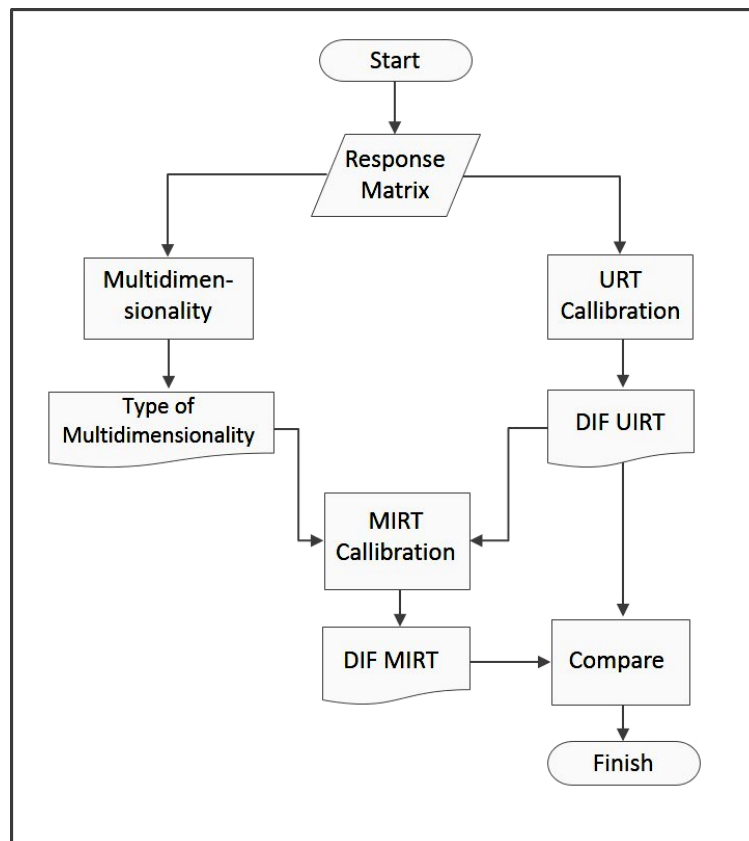 Start
Response
Matrix
Multidimen-
sionality
URT
Callibration
Type of
Multidimensionality
DIF UIRT
MIRT
Callibration
DIF MIRT
Compare
Finish